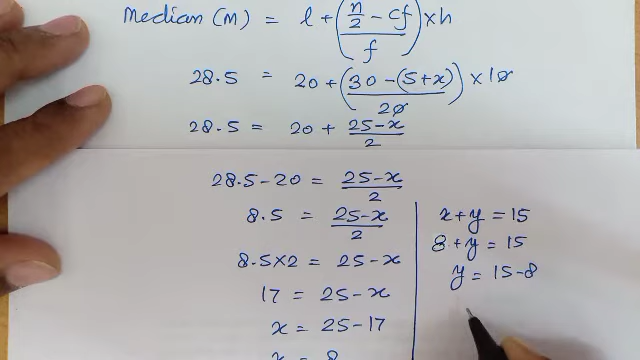 Median (M) = l + ((n/2 - cf)/f) × h
28.5 = 20 + ((30 - (5+x))/20) × 10
28.5 = 20 + (25-x)/2
28.5-20 = (25-x)/2
8.5 = (25-x)/2
8.5×2 = 25-x
17 = 25-x
x = 25-17
x = 8
x+y = 15
8+y = 15
y = 15-8